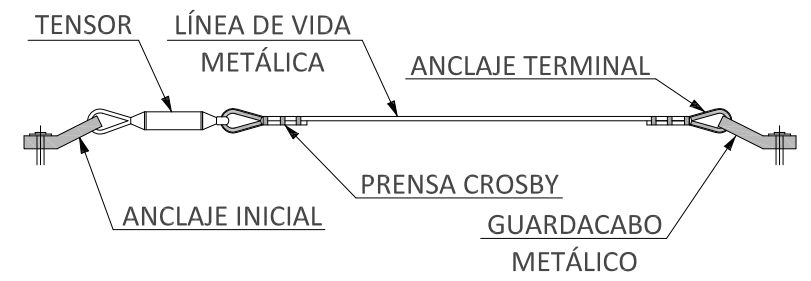 TENSOR
LÍNEA DE VIDA
METÁLICA
ANCLAJE TERMINAL
PRENSA CROSBY
ANCLAJE INICIAL
GUARDACABO
METÁLICO